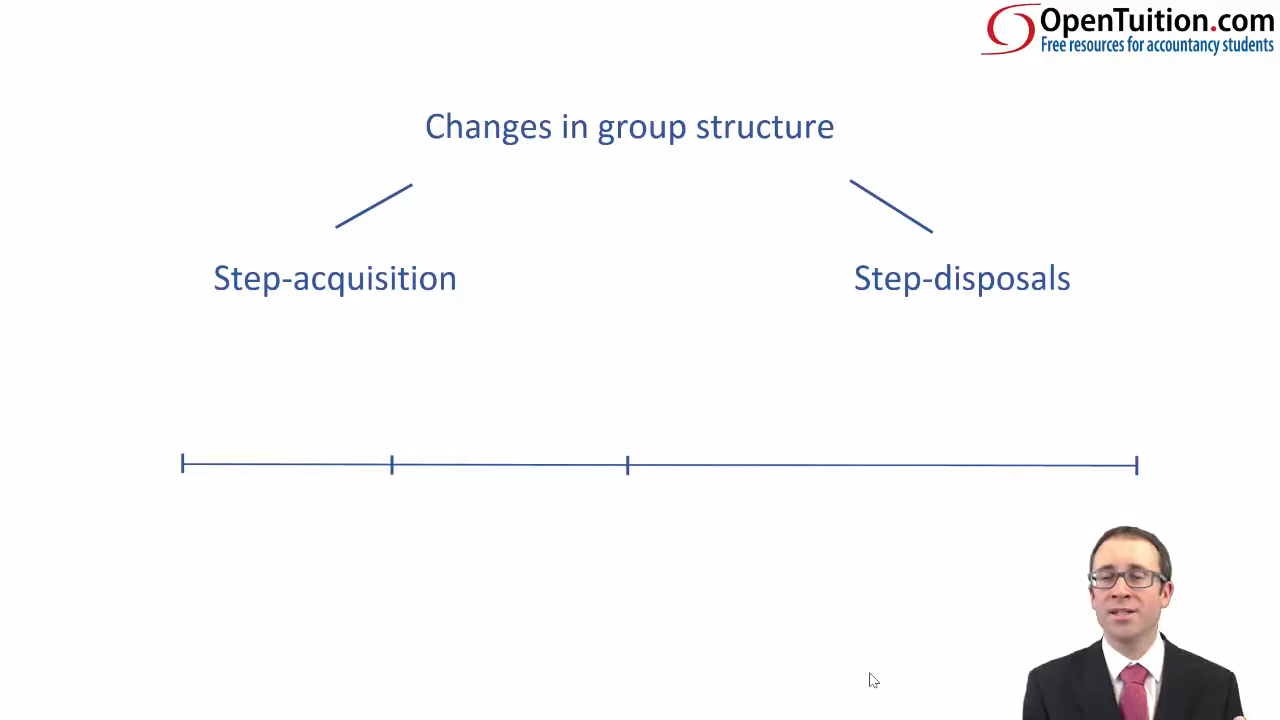 OpenTuition.com
Free resources for accountancy students
Changes in group structure
Step-acquisition
Step-disposals